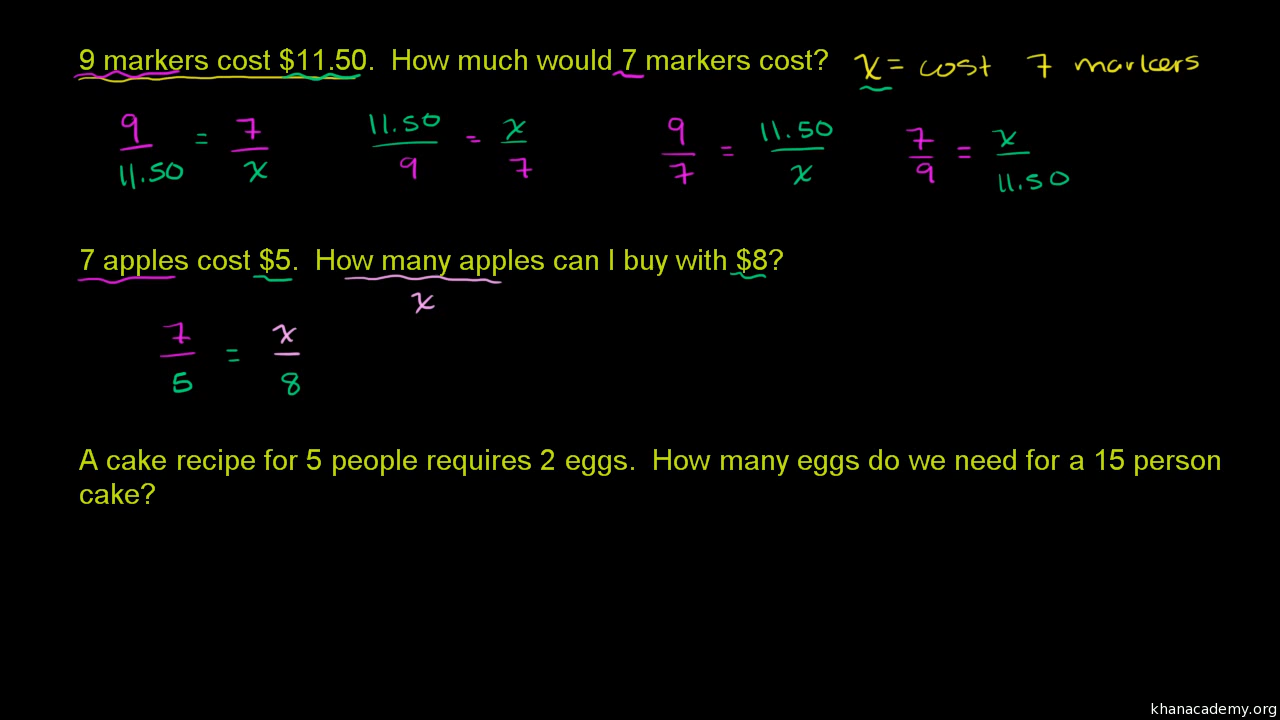 9 markers cost $11.50. How much would 7 markers cost? x = cost 7 markers
9/11.50 = 7/x 11.50/9 = x/7 9/7 = 11.50/x 7/9 = x/11.50
7 apples cost $5. How many apples can I buy with $8?
x
7/5 = x/8
A cake recipe for 5 people requires 2 eggs. How many eggs do we need for a 15 person
cake?
khanacademy.org